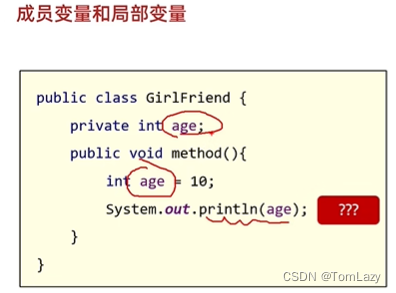 成员变量和局部变量
public class GirlFriend {
private int age;
public void method(){
int age = 10;
System.out.println(age); ???
}
}
CSDN @TomLazy